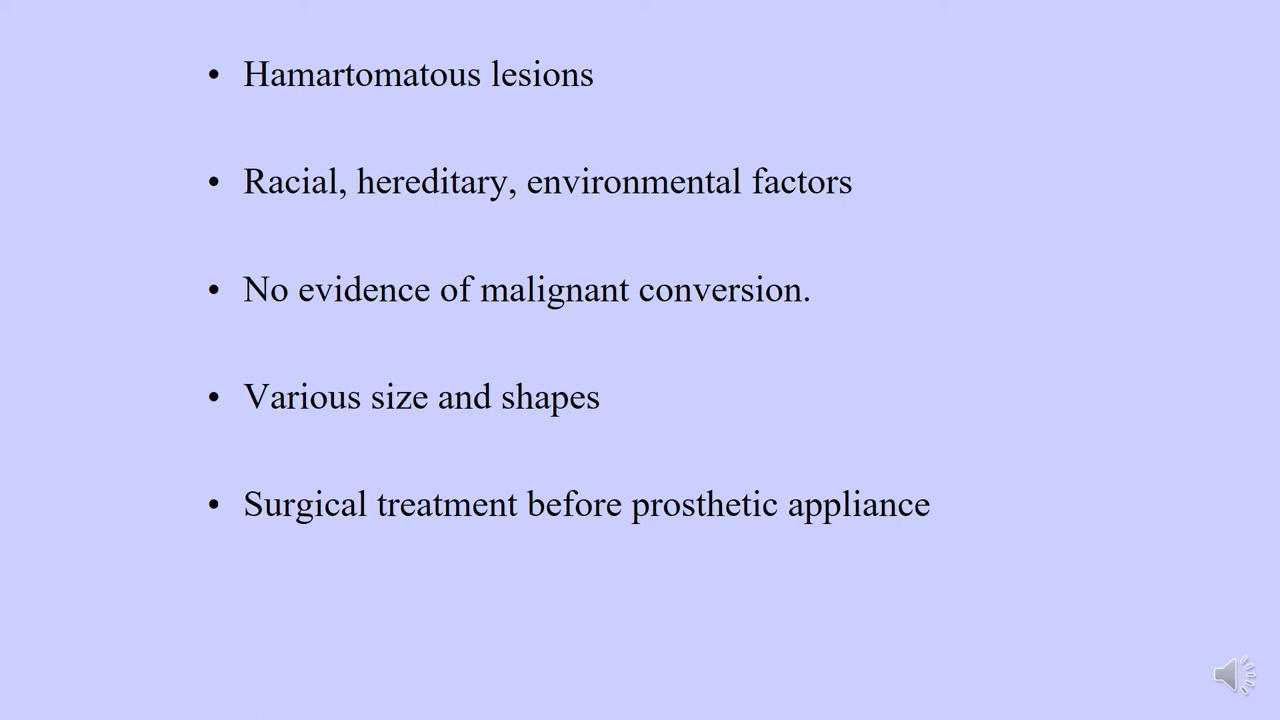 • Hamartomatous lesions
• Racial, hereditary, environmental factors
• No evidence of malignant conversion.
• Various size and shapes
• Surgical treatment before prosthetic appliance